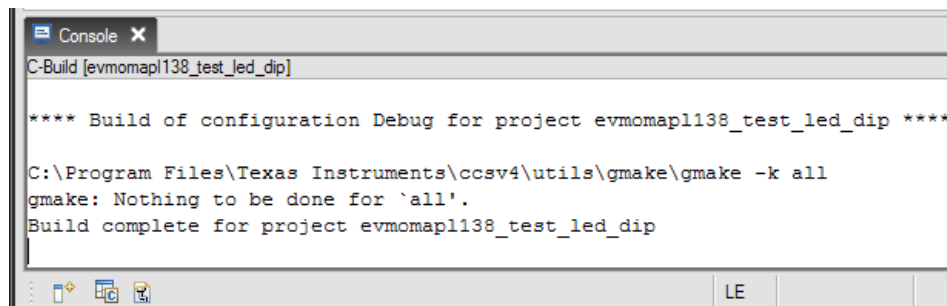 Console
C-Build [evmomapl138_test_led_dip]
**** Build of configuration Debug for project evmomapl138_test_led_dip ****
C:\Program Files\Texas Instruments\ccsv4\utils\gmake\gmake -k all
gmake: Nothing to be done for `all'.
Build complete for project evmomapl138_test_led_dip
LE